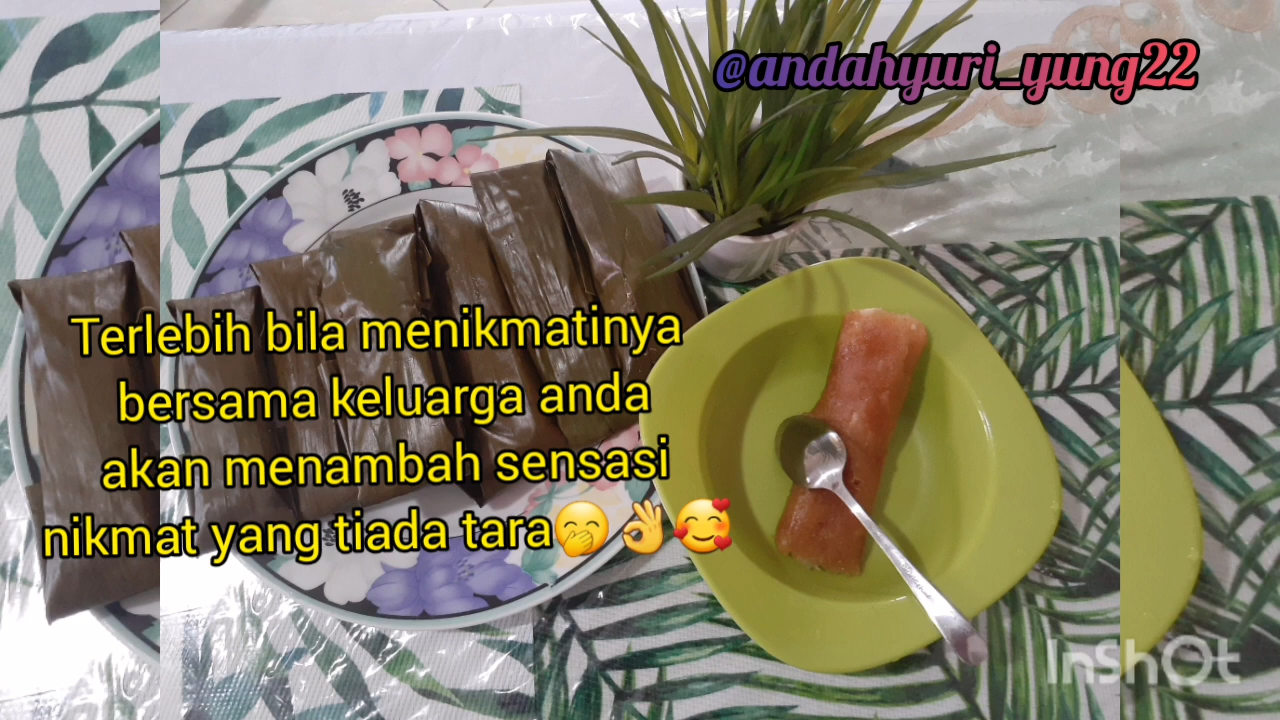 @andahyuri_yung22
Terlebih bila menikmatinya
bersama keluarga anda
akan menambah sensasi
nikmat yang tiada tara🤭👌🥰
InShOt